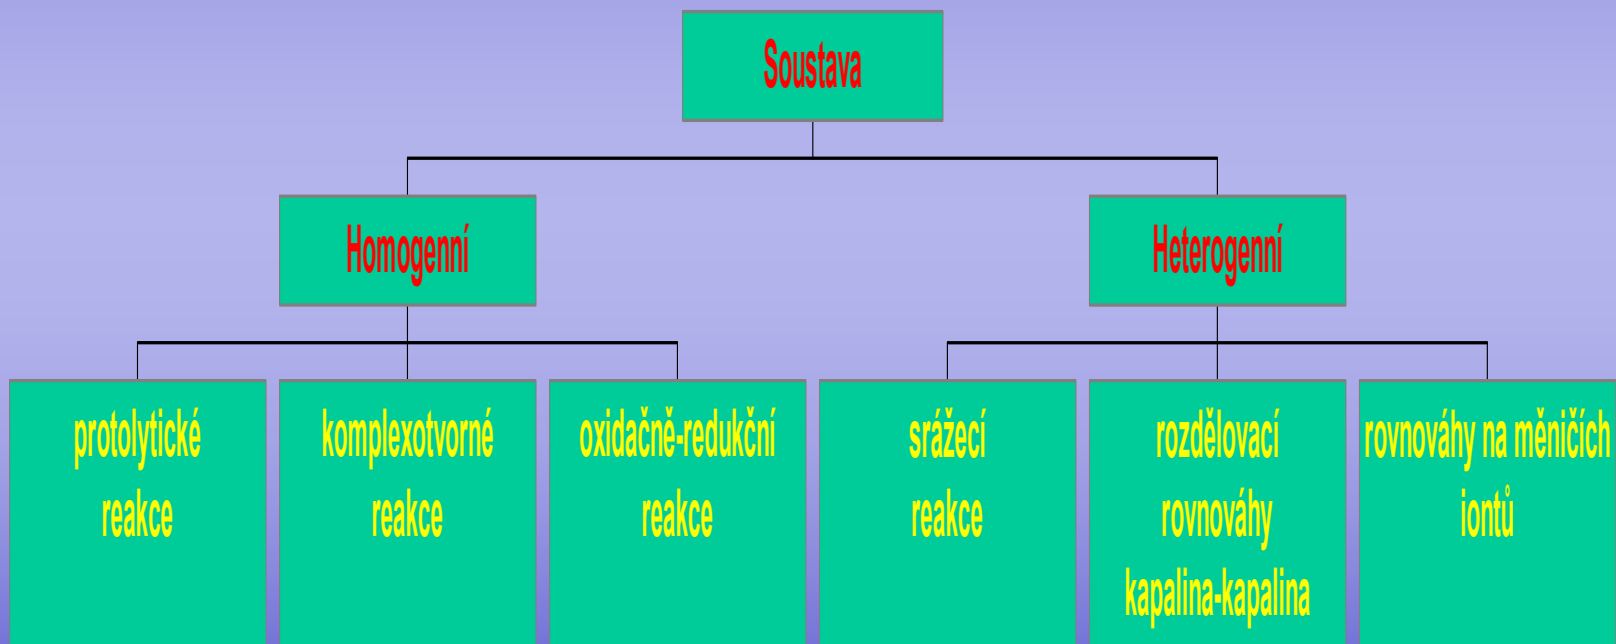 Soustava
Homogenní
Heterogenní
protolytické
reakce
komplexotvorné
reakce
oxidačně-redukční
reakce
srážecí
reakce
rozdělovací
rovnováhy
kapalina-kapalina
rovnováhy na měničích
iontů